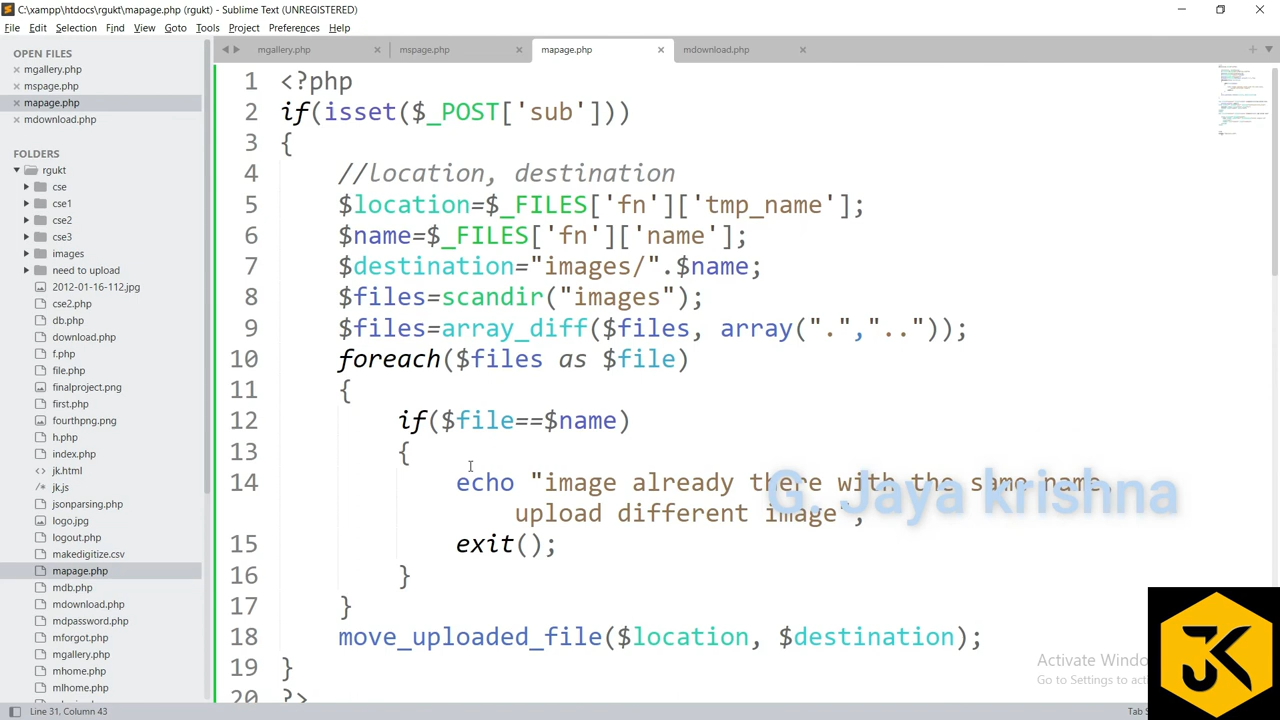 C:\xampp\htdocs\rgukt\mapage.php (rgukt) - Sublime Text (UNREGISTERED)
File Edit Selection Find View Goto Tools Project Preferences Help
OPEN FILES
mgallery.php
mspage.php
mapage.php
mdownload.php
FOLDERS
rgukt
cse
cse1
cse2
cse3
images
need to upload
2012-01-16-112.jpg
cse2.php
db.php
download.php
f.php
file.php
finalproject.png
first.php
fourthpng.png
h.php
index.php
jk.html
jk.js
jsonparsing.php
logo.jpg
logout.php
makedigitize.csv
mapage.php
mdb.php
mdownload.php
mdpassword.php
mforgot.php
mgallery.php
mhome.php
mlhome.php
mgallery.php mspage.php mapage.php mdownload.php
1 <?php
2 if(isset($_POST['sub']))
3 {
4 //location, destination
5 $location=$_FILES['fn']['tmp_name'];
6 $name=$_FILES['fn']['name'];
7 $destination="images/".$name;
8 $files=scandir("images");
9 $files=array_diff($files, array(".",".."));
10 foreach($files as $file)
11 {
12 if($file==$name)
13 {
14 echo "image already there with the same name,
upload different image";
15 exit();
16 }
17 }
18 move_uploaded_file($location, $destination);
19 }
20 ?>
G. Jaya krishna
JK
Activate Windo
Go to Settings to acti
Line 31, Column 43
Tab S